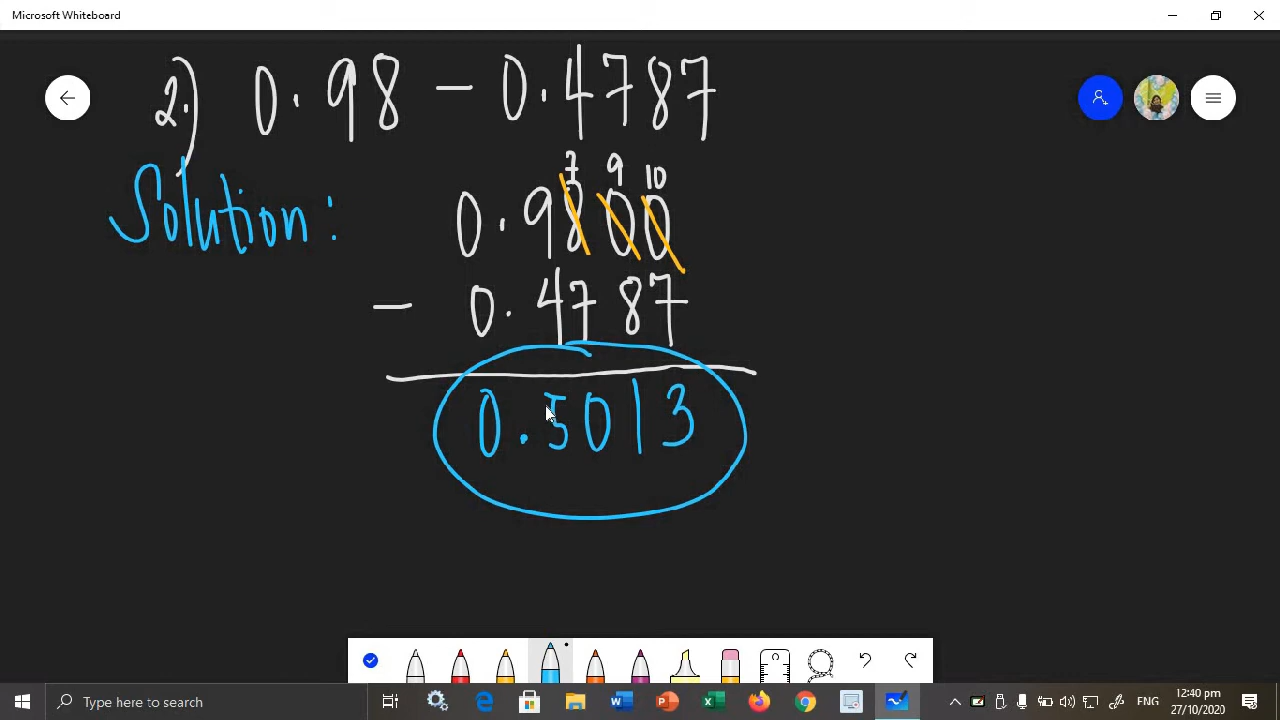 Microsoft Whiteboard
2.) 0.98 - 0.4787
Solution:
7 9 10
0.9800
- 0.4787
0.5013
Type here to search
ENG
12:40 pm
27/10/2020